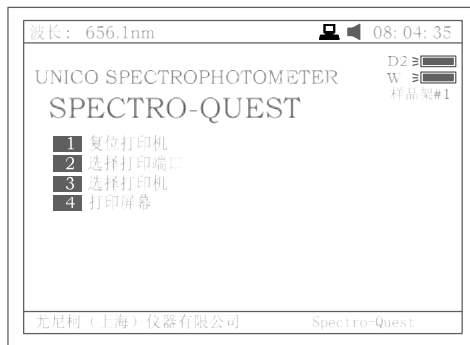 波长: 656.1nm 08:04:35
D2
UNICO SPECTROPHOTOMETER W
样品架#1
SPECTRO-QUEST
1 复位打印机
2 选择打印端口
3 选择打印机
4 打印屏幕
尤尼柯（上海）仪器有限公司 Spectro-Quest